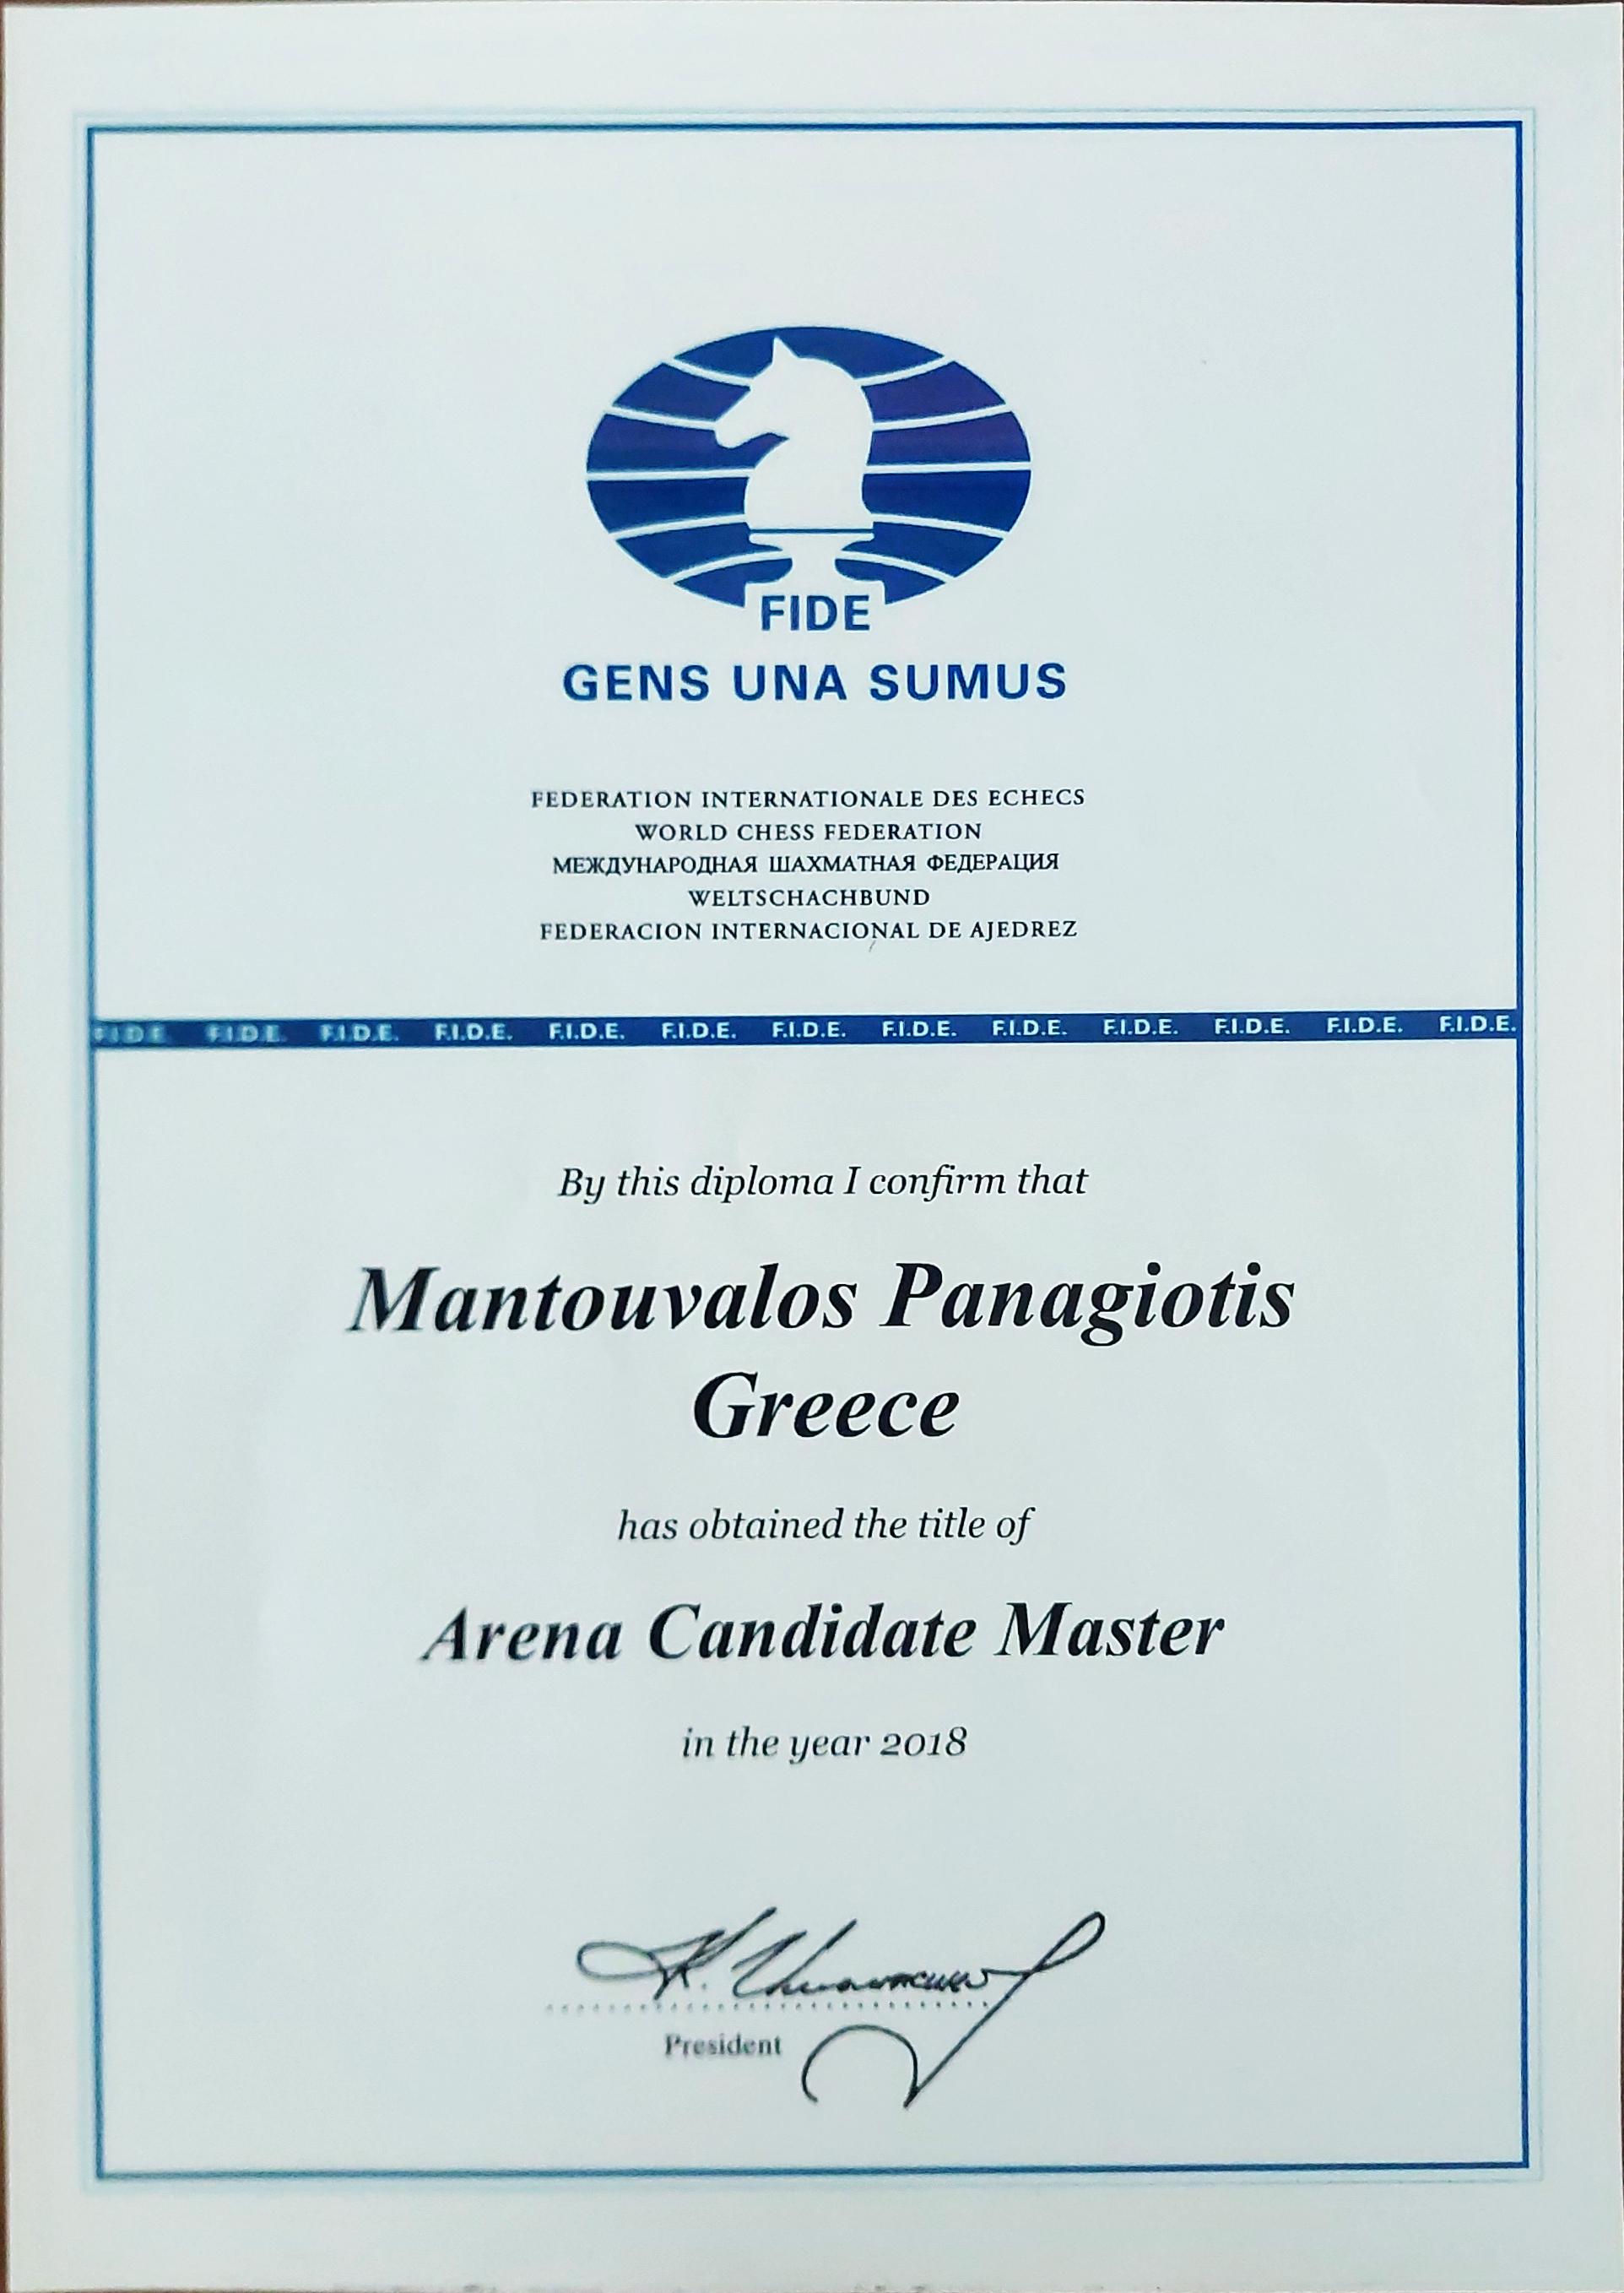 FIDE
GENS UNA SUMUS
FEDERATION INTERNATIONALE DES ECHECS
WORLD CHESS FEDERATION
МЕЖДУНАРОДНАЯ ШАХМАТНАЯ ФЕДЕРАЦИЯ
WELTSCHACHBUND
FEDERACION INTERNACIONAL DE AJEDREZ
F.I.D.E. F.I.D.E. F.I.D.E. F.I.D.E. F.I.D.E. F.I.D.E. F.I.D.E. F.I.D.E. F.I.D.E. F.I.D.E. F.I.D.E. F.I.D.E. F.I.D.E.
By this diploma I confirm that
Mantouvalos Panagiotis
Greece
has obtained the title of
Arena Candidate Master
in the year 2018
President